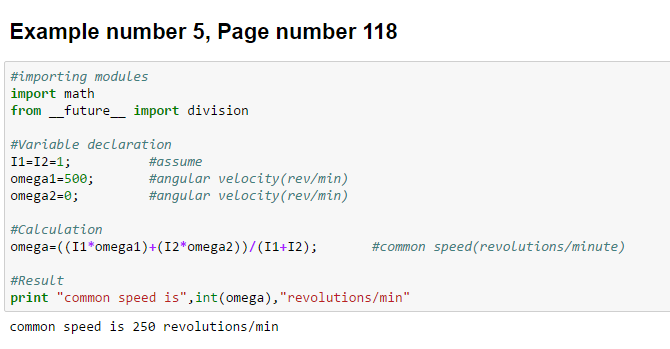 Example number 5, Page number 118
#importing modules
import math
from __future__ import division
#Variable declaration
I1=I2=1;          #assume
omega1=500;       #angular velocity(rev/min)
omega2=0;         #angular velocity(rev/min)
#Calculation
omega=((I1*omega1)+(I2*omega2))/(I1+I2);       #common speed(revolutions/minute)
#Result
print "common speed is",int(omega),"revolutions/min"
common speed is 250 revolutions/min